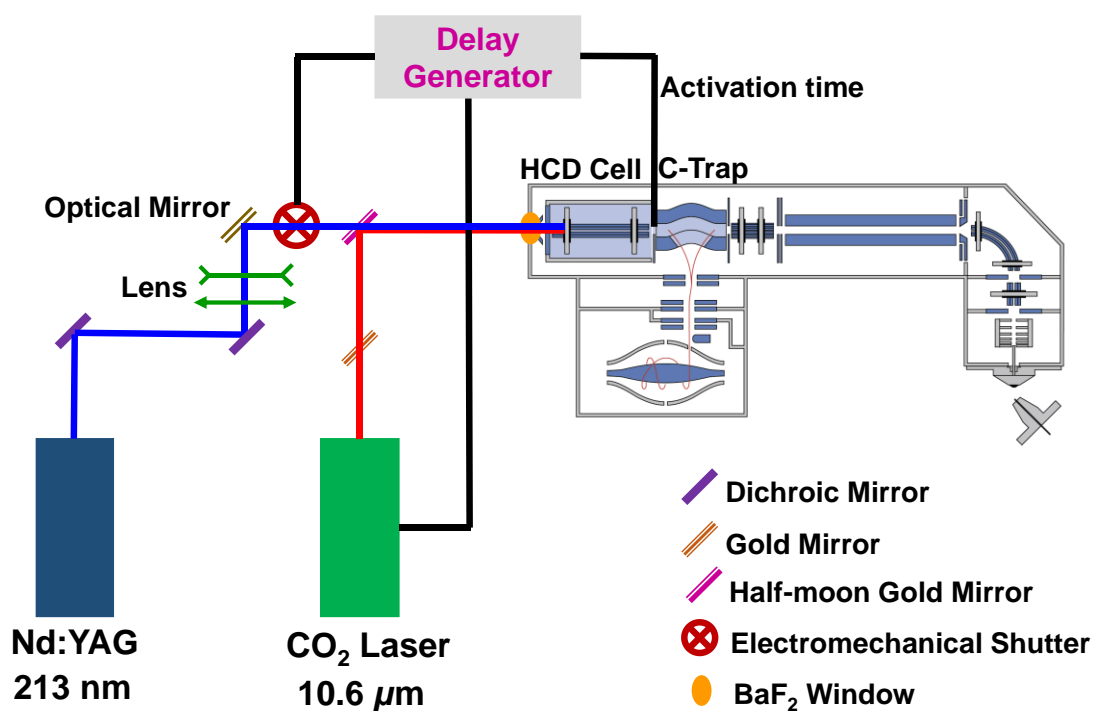 Delay
Generator
Activation time
HCD Cell
C-Trap
Optical Mirror
Lens
Nd:YAG
213 nm
CO₂ Laser
10.6 µm
Dichroic Mirror
Gold Mirror
Half-moon Gold Mirror
Electromechanical Shutter
BaF₂ Window